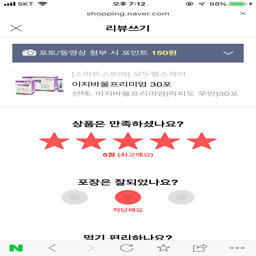 SKT 오후 7:12 98%
shopping.naver.com
리뷰쓰기
포토/동영상 첨부 시 포인트 150원
[스마트스토어] 모두헬스케어
이지바울프리미엄 30포
선택: 이지바울프리미엄(락피도 우먼)30포
상품은 만족하셨나요?
5점 (최고예요)
포장은 잘되었나요?
적당해요
먹기 편리하나요?
N